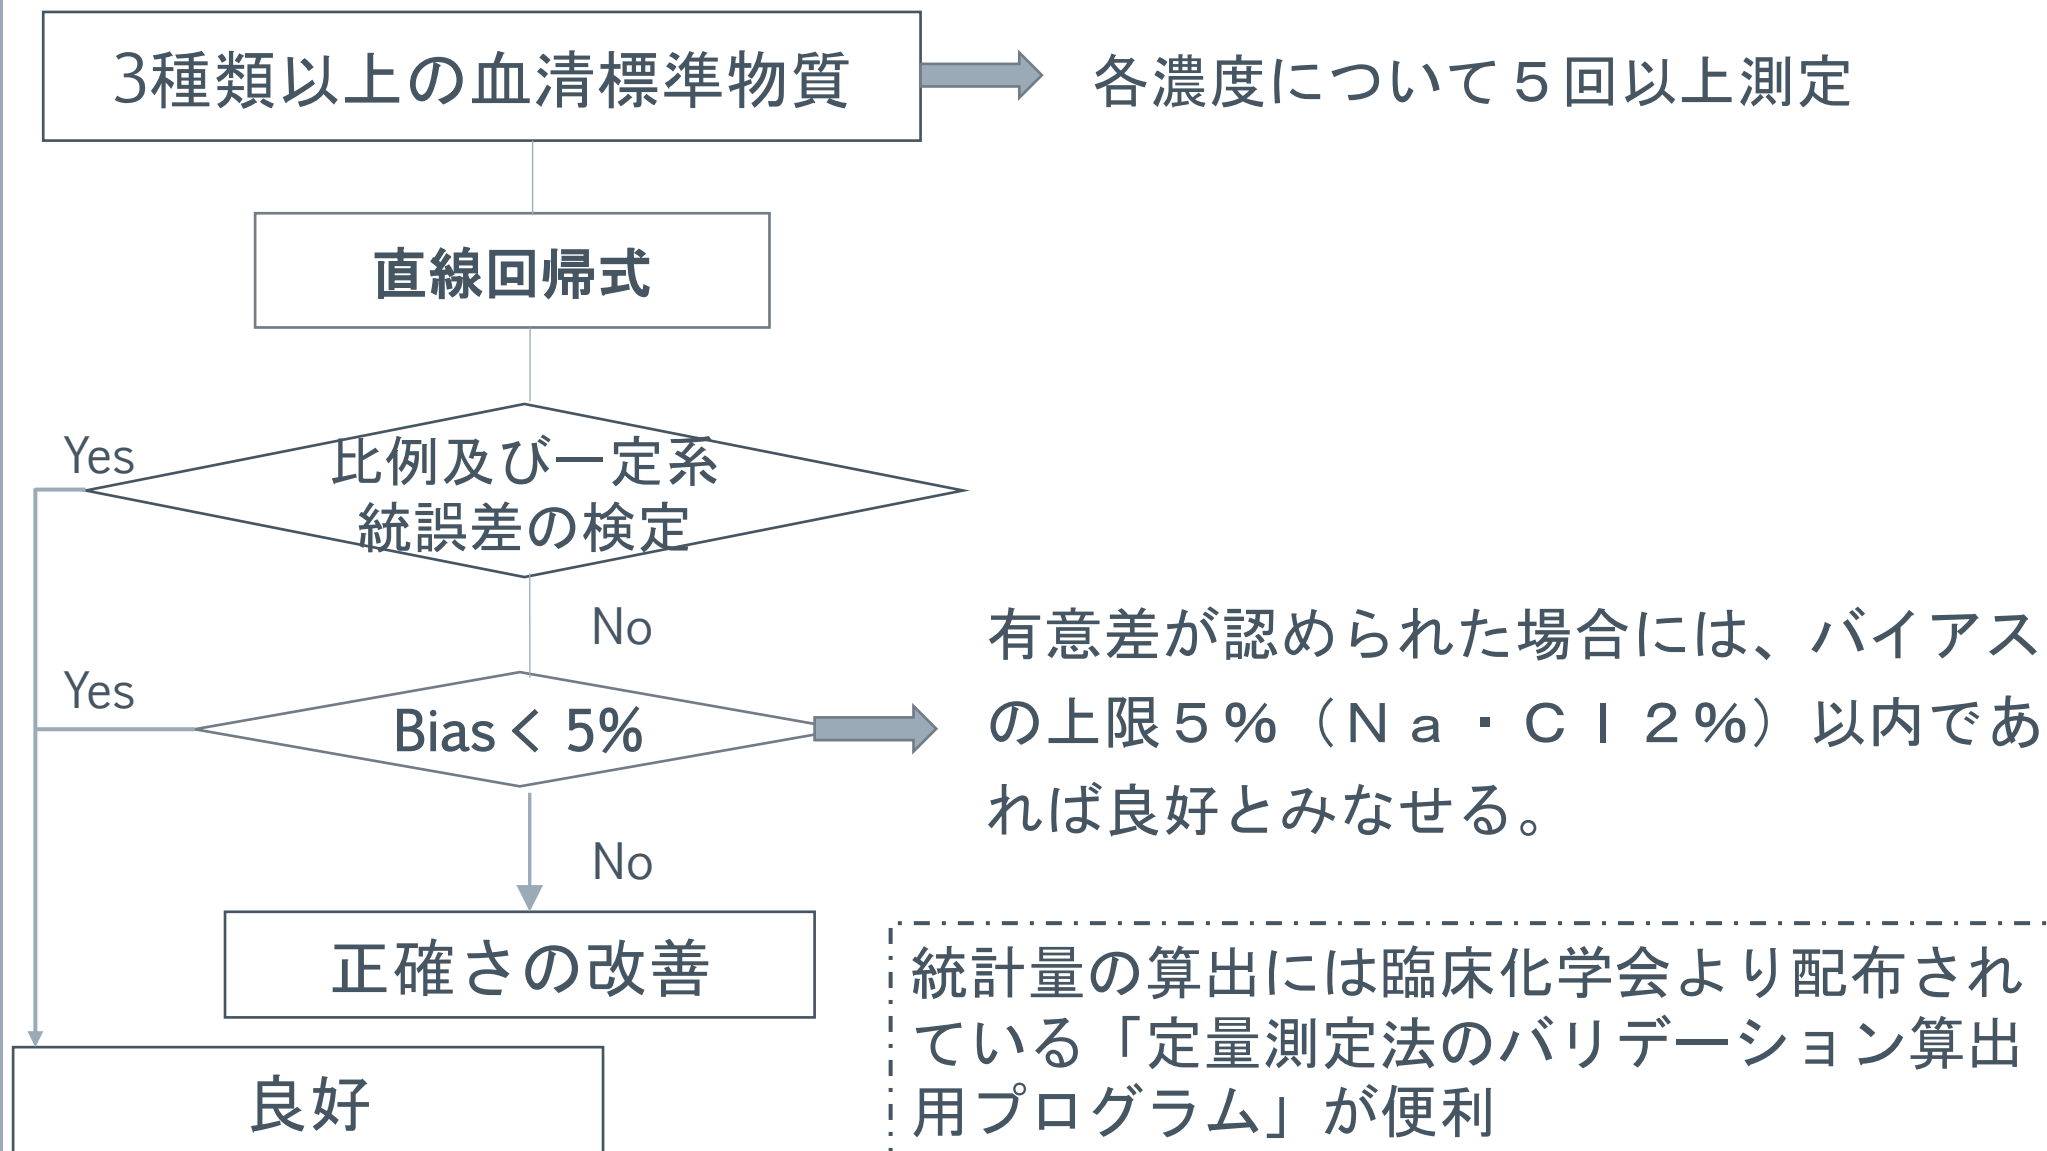 3種類以上の血清標準物質
各濃度について５回以上測定
直線回帰式
Yes
比例及び一定系
統誤差の検定
No
Yes
Bias＜ 5%
有意差が認められた場合には、バイアス
の上限５％（Ｎａ・Ｃｌ２％）以内であ
れば良好とみなせる。
No
正確さの改善
良好
統計量の算出には臨床化学会より配布され
ている「定量測定法のバリデーション算出
用プログラム」が便利